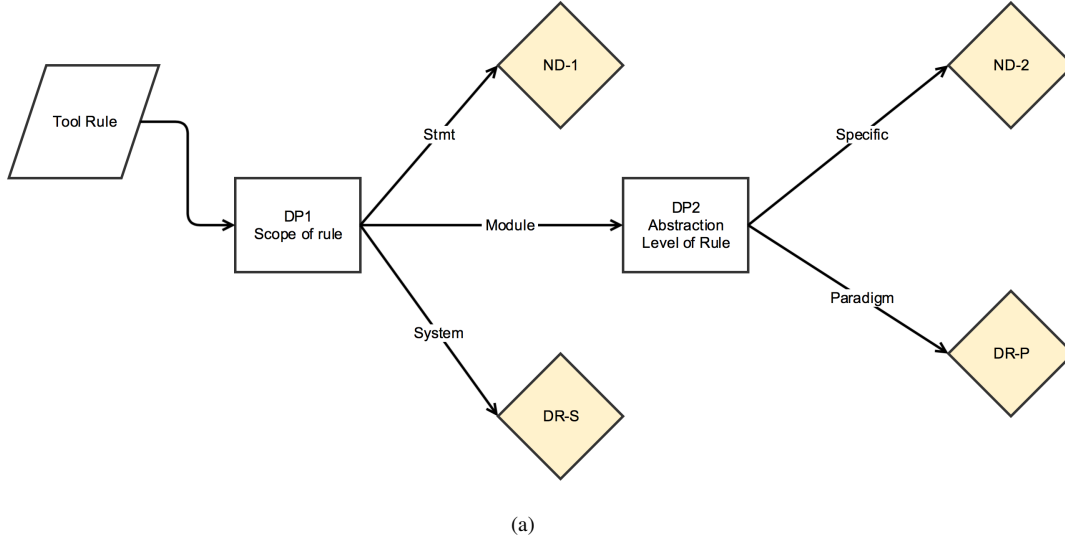 Tool Rule
DP1
Scope of rule
Stmt
Module
System
ND-1
DR-S
DP2
Abstraction
Level of Rule
Specific
Paradigm
ND-2
DR-P
(a)